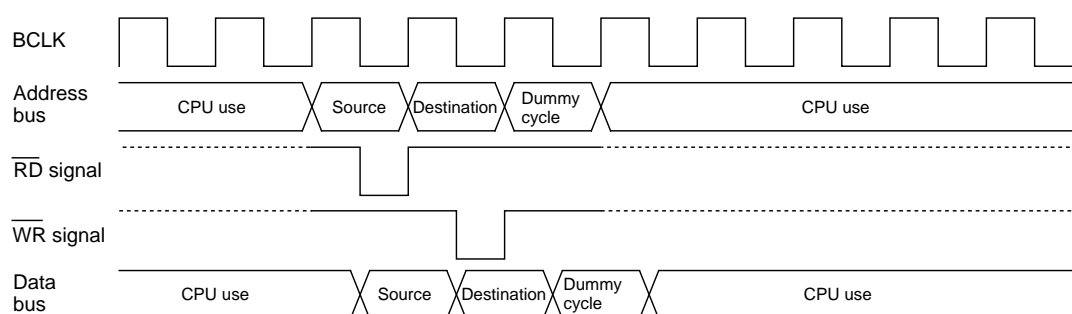 BCLK
Address
bus
CPU use
Source
Destination
Dummy
cycle
CPU use
RD signal
WR signal
Data
bus
CPU use
Source
Destination
Dummy
cycle
CPU use